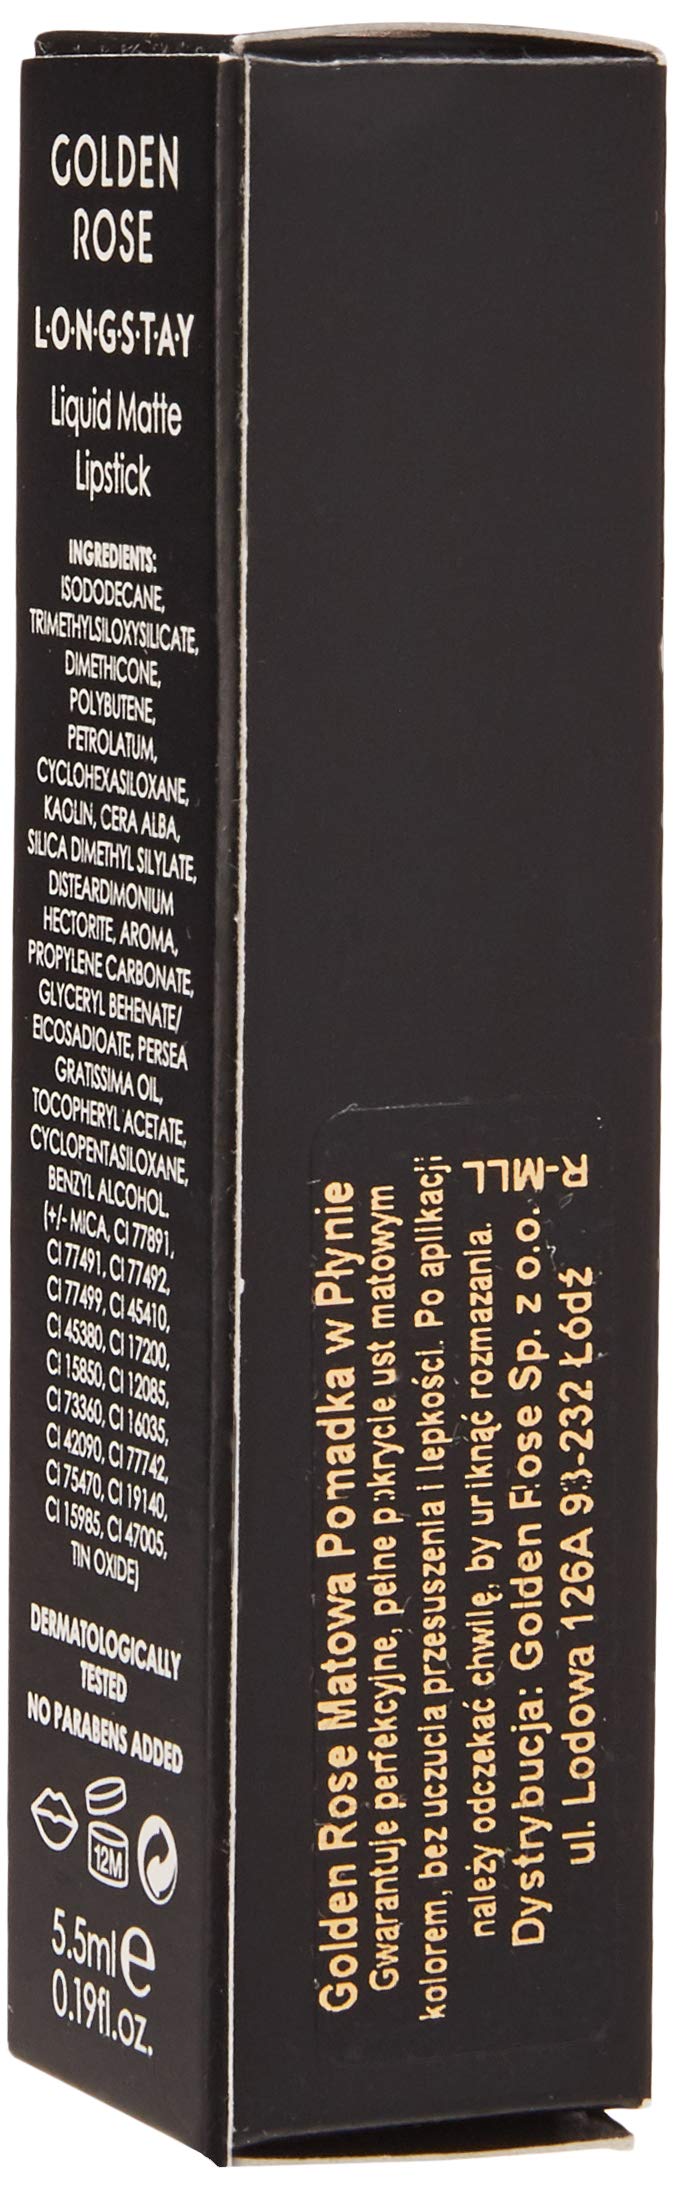 GOLDEN
ROSE
L·O·N·G·S·T·A·Y
Liquid Matte
Lipstick
INGREDIENTS:
ISODODECANE,
TRIMETHYLSILOXYSILICATE,
DIMETHICONE,
POLYBUTENE,
PETROLATUM,
CYCLOHEXASILOXANE,
KAOLIN, CERA ALBA,
SILICA DIMETHYL SILYLATE,
DISTEARDIMONIUM
HECTORITE, AROMA,
PROPYLENE CARBONATE,
GLYCERYL BEHENATE/
EICOSADIOATE, PERSEA
GRATISSIMA OIL,
TOCOPHERYL ACETATE,
CYCLOPENTASILOXANE,
BENZYL ALCOHOL.
(+/- MICA, CI 77891,
CI 77491, CI 77492,
CI 77499, CI 45410,
CI 45380, CI 17200,
CI 15850, CI 12085,
CI 73360, CI 16035,
CI 42090, CI 77742,
CI 75470, CI 19140,
CI 15985, CI 47005,
TIN OXIDE)
DERMATOLOGICALLY
TESTED
NO PARABENS ADDED
12M
5.5ml e
0.19fl.oz.
Golden Rose Matowa Pomadka w Płynie
Gwarantuje perfekcyjne, pełne pokrycie ust matowym
kolorem, bez uczucia przesuszenia i lepkości. Po aplikacji
należy odczekać chwilę, by uniknąć rozmazania.
Dystrybucja: Golden Rose Sp. z o.o.
ul. Lodowa 126A 93-232 Łódź
R-MLL